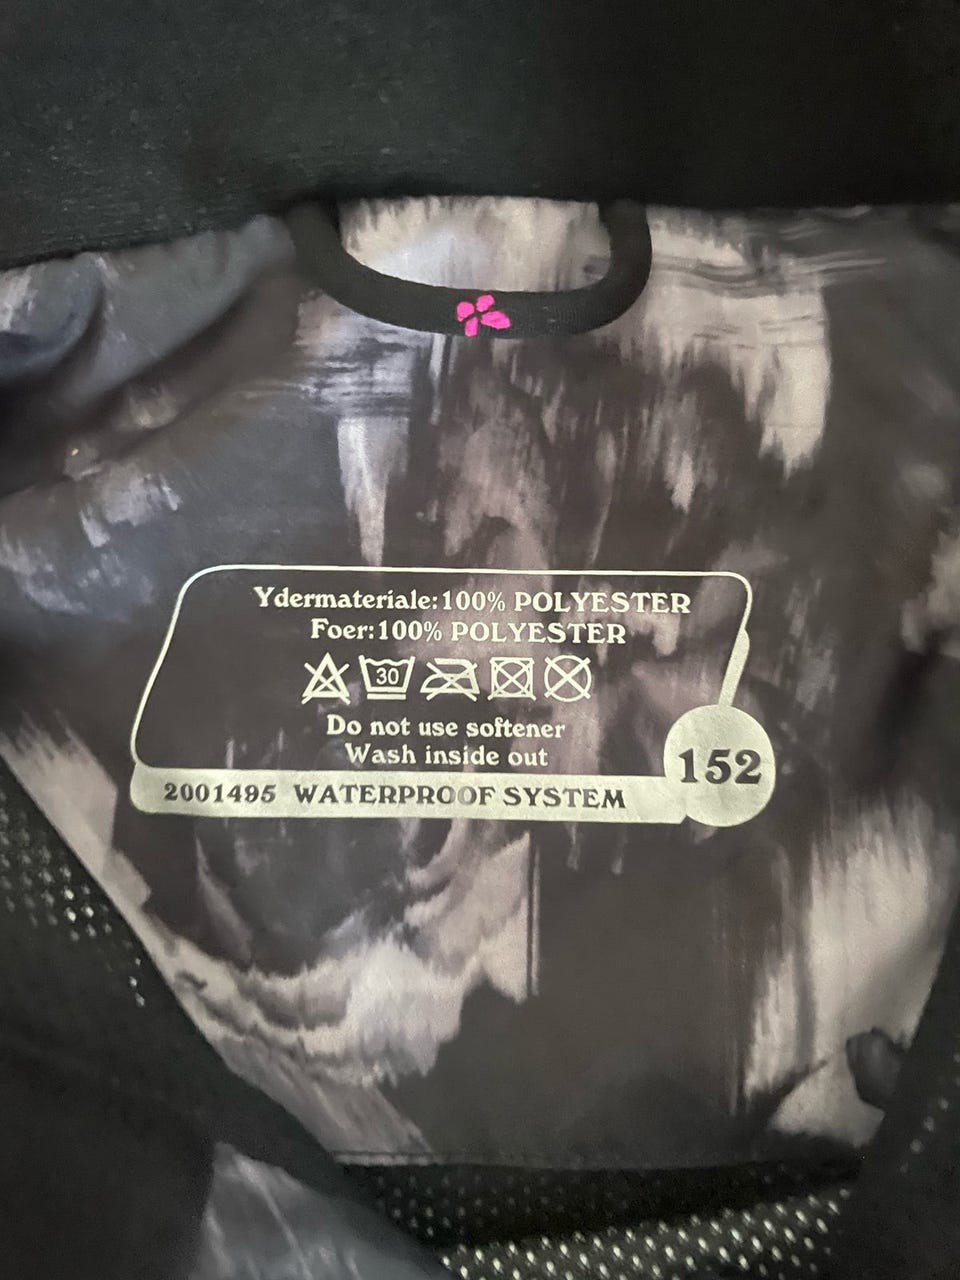 Ydermateriale:100% POLYESTER
Foer:100% POLYESTER
30
Do not use softener
Wash inside out
152
2001495 WATERPROOF SYSTEM